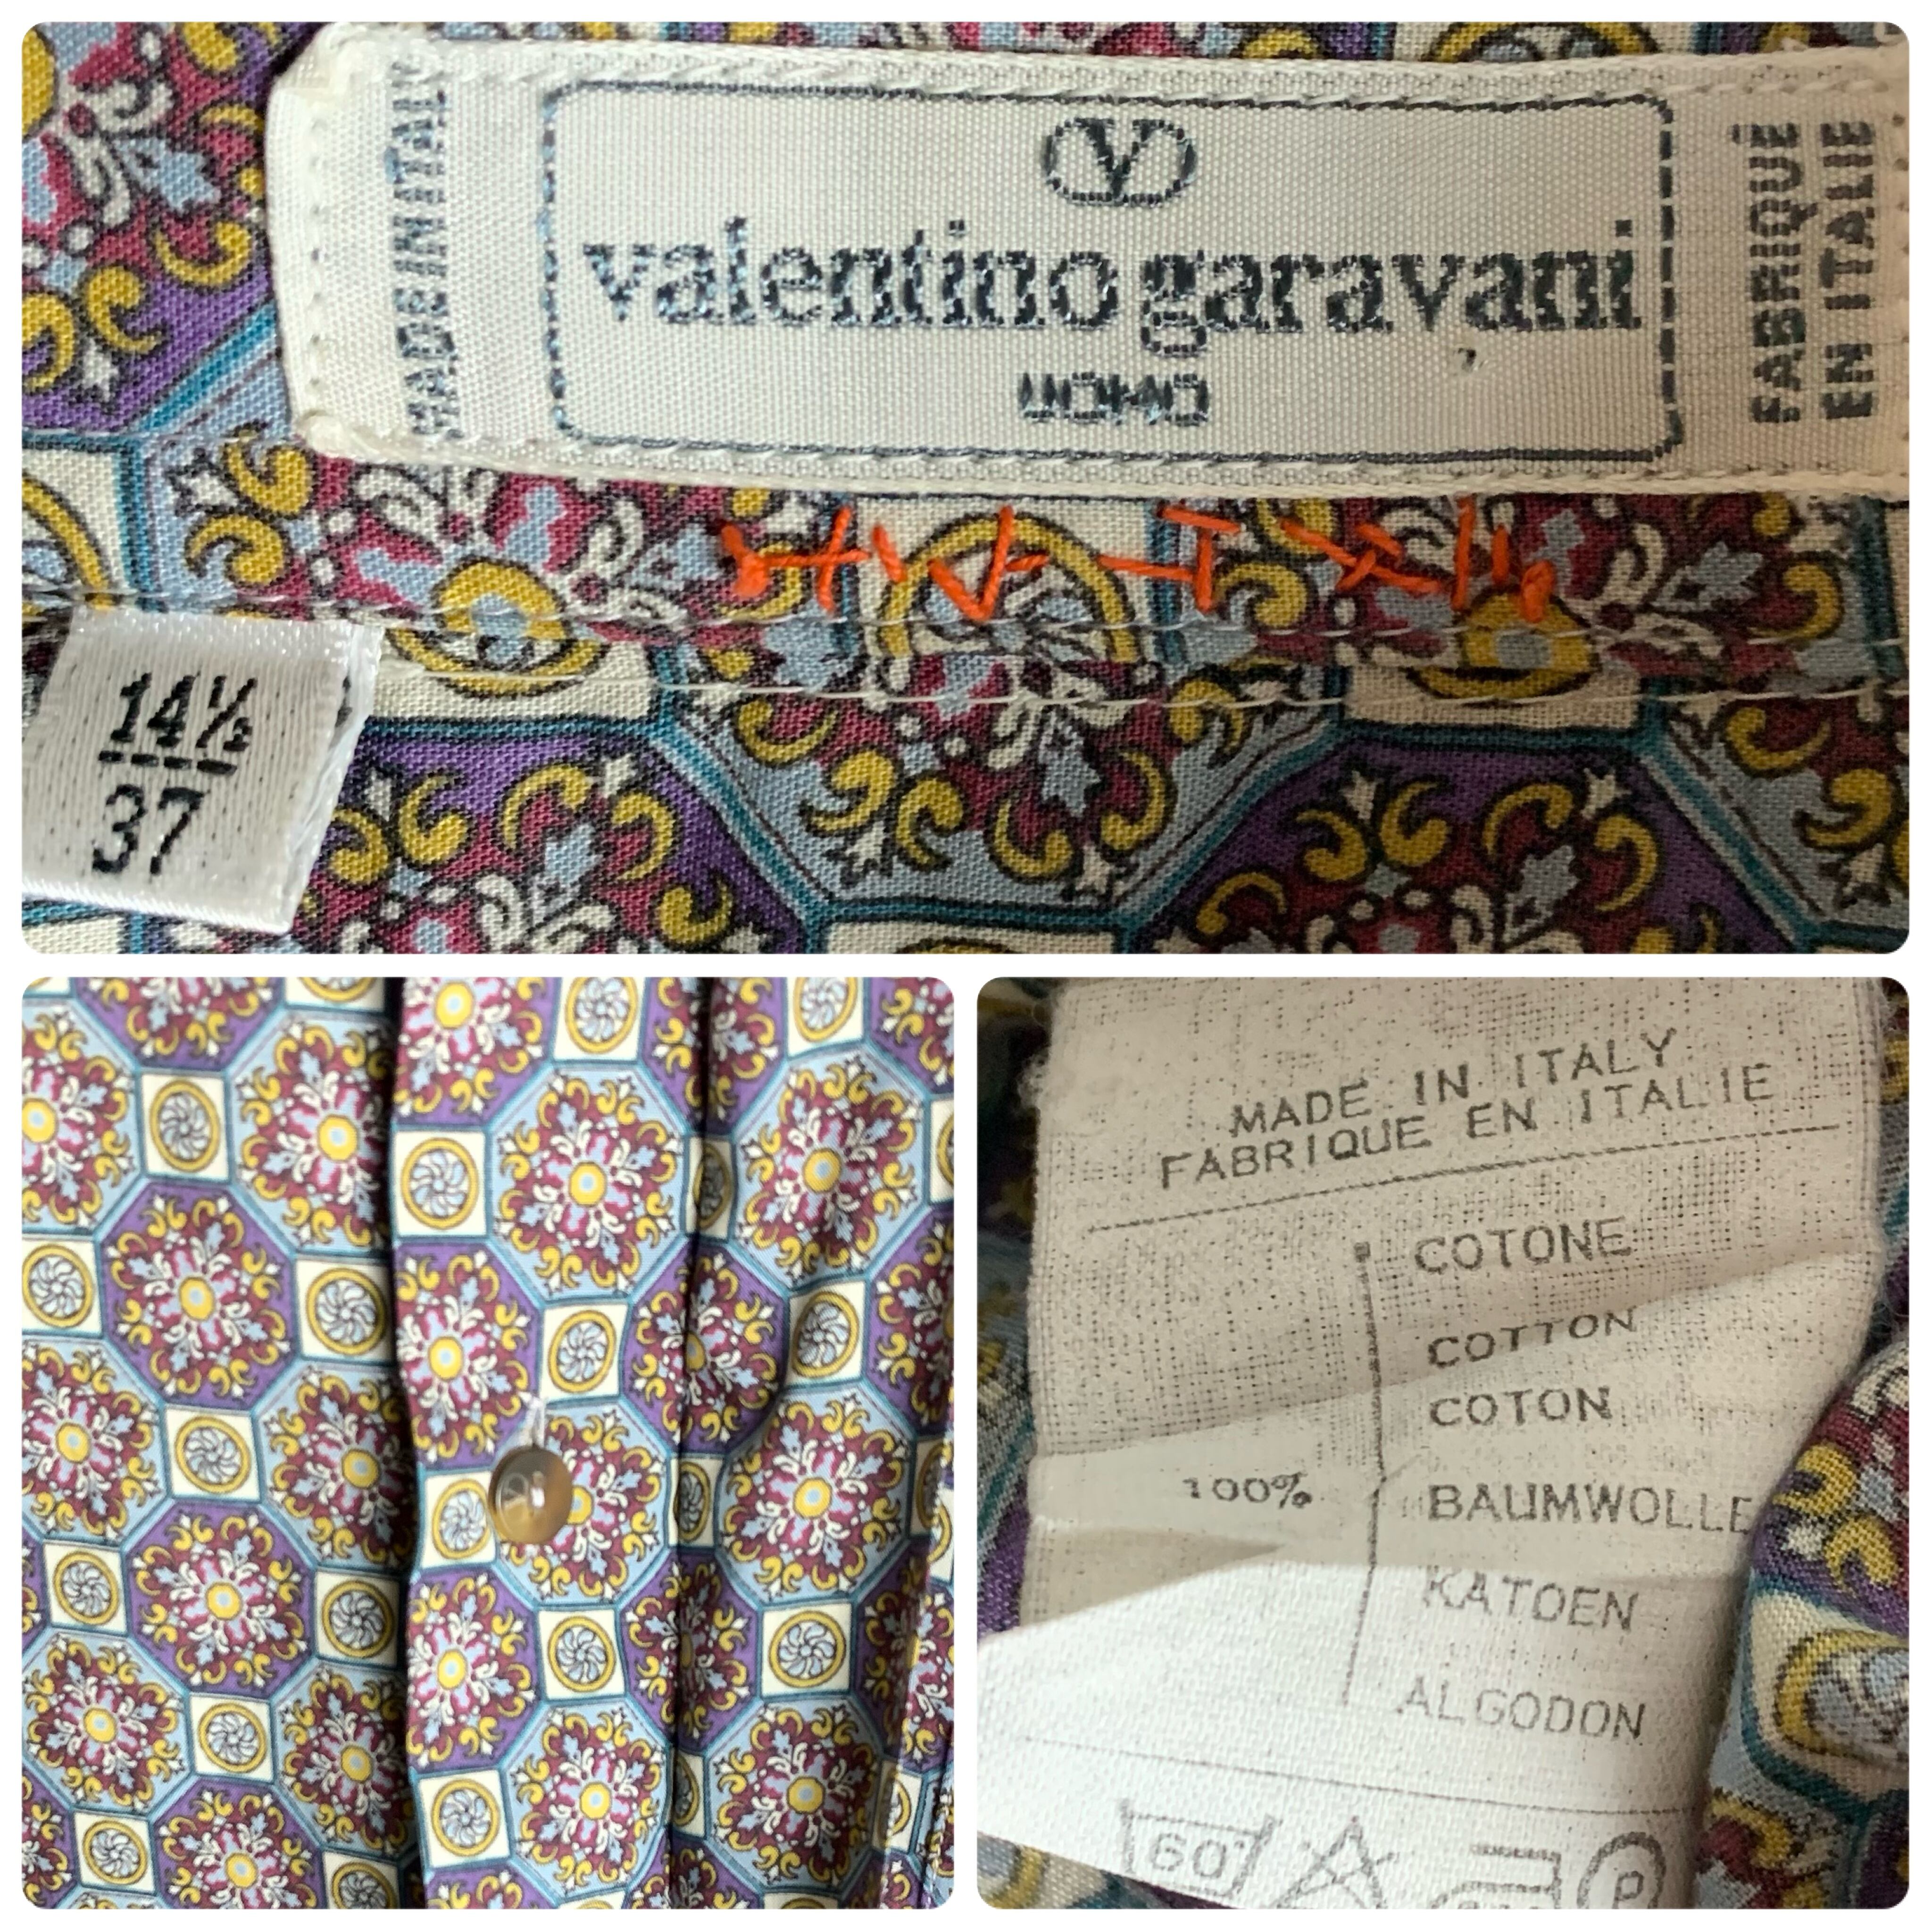 MADE IN ITALY
V
valentino garavani
UOMO
FABRIQUÉ
EN ITALIE
14½
37
MADE IN ITALY
FABRIQUE EN ITALIE
COTONE
COTTON
COTON
100% BAUMWOLLE
KATOEN
ALGODON
60
P